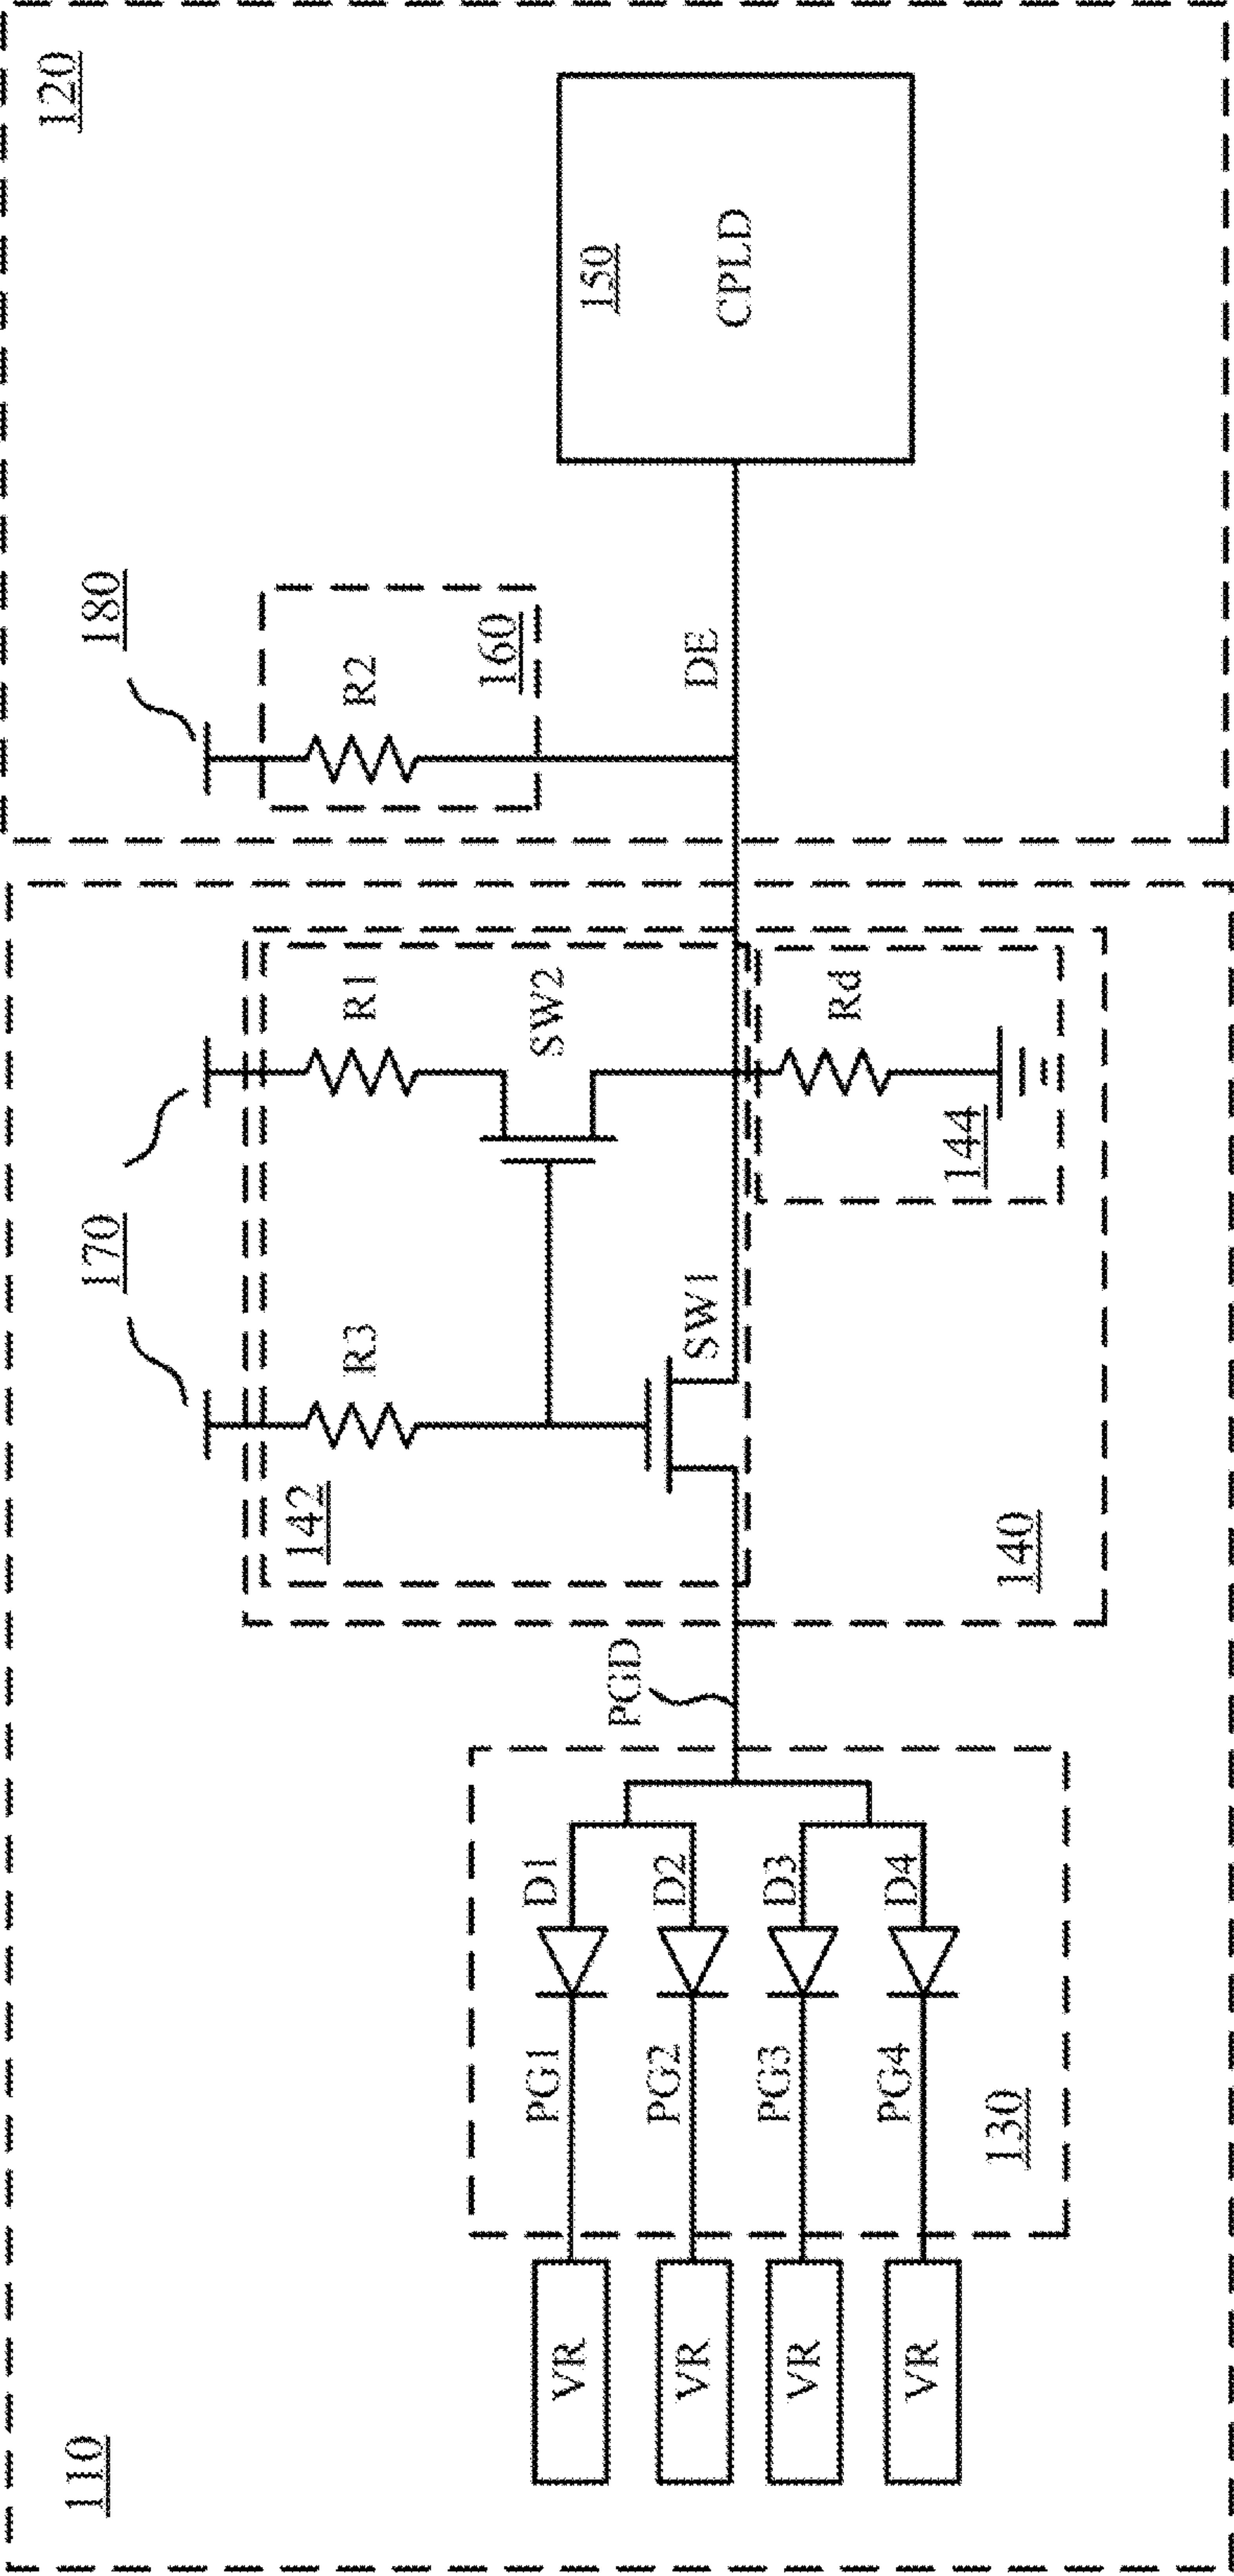 110
120
170
180
R3
R1
R2
142
SW2
160
150
CPLD
VR
PG1
D1
PGD
SW1
DE
VR
PG2
D2
VR
PG3
D3
Rd
VR
PG4
D4
144
130
140